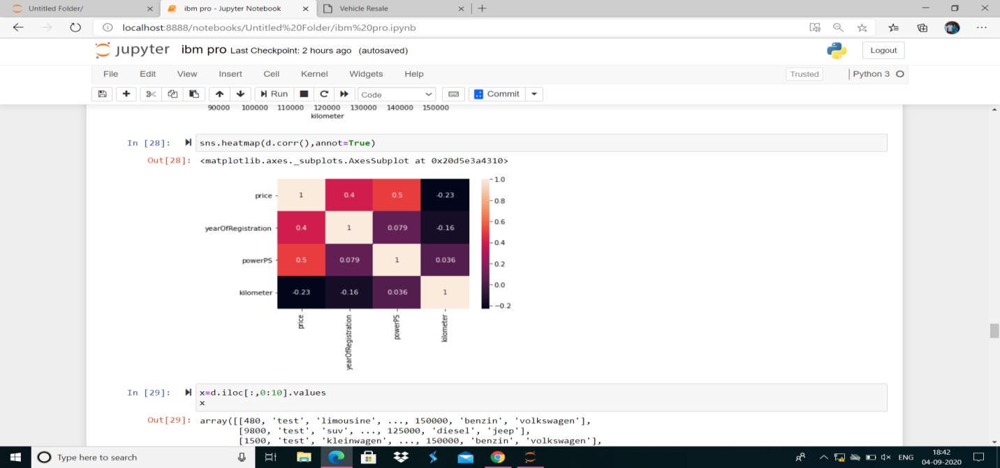 Untitled Folder/
ibm pro - Jupyter Notebook
Vehicle Resale
localhost:8888/notebooks/Untitled%20Folder/ibm%20pro.ipynb
jupyter ibm pro Last Checkpoint: 2 hours ago (autosaved)
Logout
File Edit View Insert Cell Kernel Widgets Help
Trusted
Python 3
Run
Code
Commit
90000 100000 110000 120000 130000 140000 150000
kilometer
In [28]: sns.heatmap(d.corr(),annot=True)
Out[28]: <matplotlib.axes._subplots.AxesSubplot at 0x20d5e3a4310>
price 1 0.4 0.5 -0.23
yearOfRegistration 0.4 1 0.079 -0.16
powerPS 0.5 0.079 1 0.036
kilometer -0.23 -0.16 0.036 1
price
yearOfRegistration
powerPS
kilometer
1.0
0.8
0.6
0.4
0.2
0.0
−0.2
In [29]: x=d.iloc[:,0:10].values
x
Out[29]: array([[480, 'test', 'limousine', ..., 150000, 'benzin', 'volkswagen'],
[9800, 'test', 'suv', ..., 125000, 'diesel', 'jeep'],
[1500, 'test', 'kleinwagen', ..., 150000, 'benzin', 'volkswagen'],
Type here to search
ENG
18:42
04-09-2020